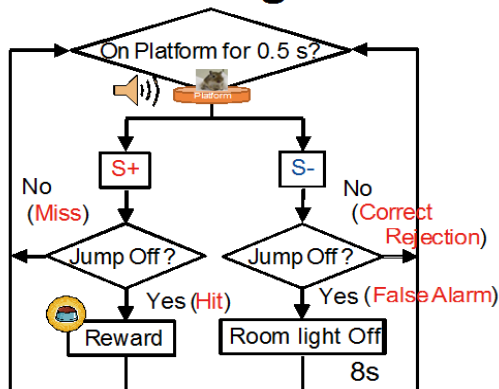 On Platform for 0.5 s?
Platform
S+
S-
No
(Miss)
No
(Correct
Rejection)
Jump Off?
Jump Off?
Yes (Hit)
Yes (False Alarm)
Reward
Room light Off
8s